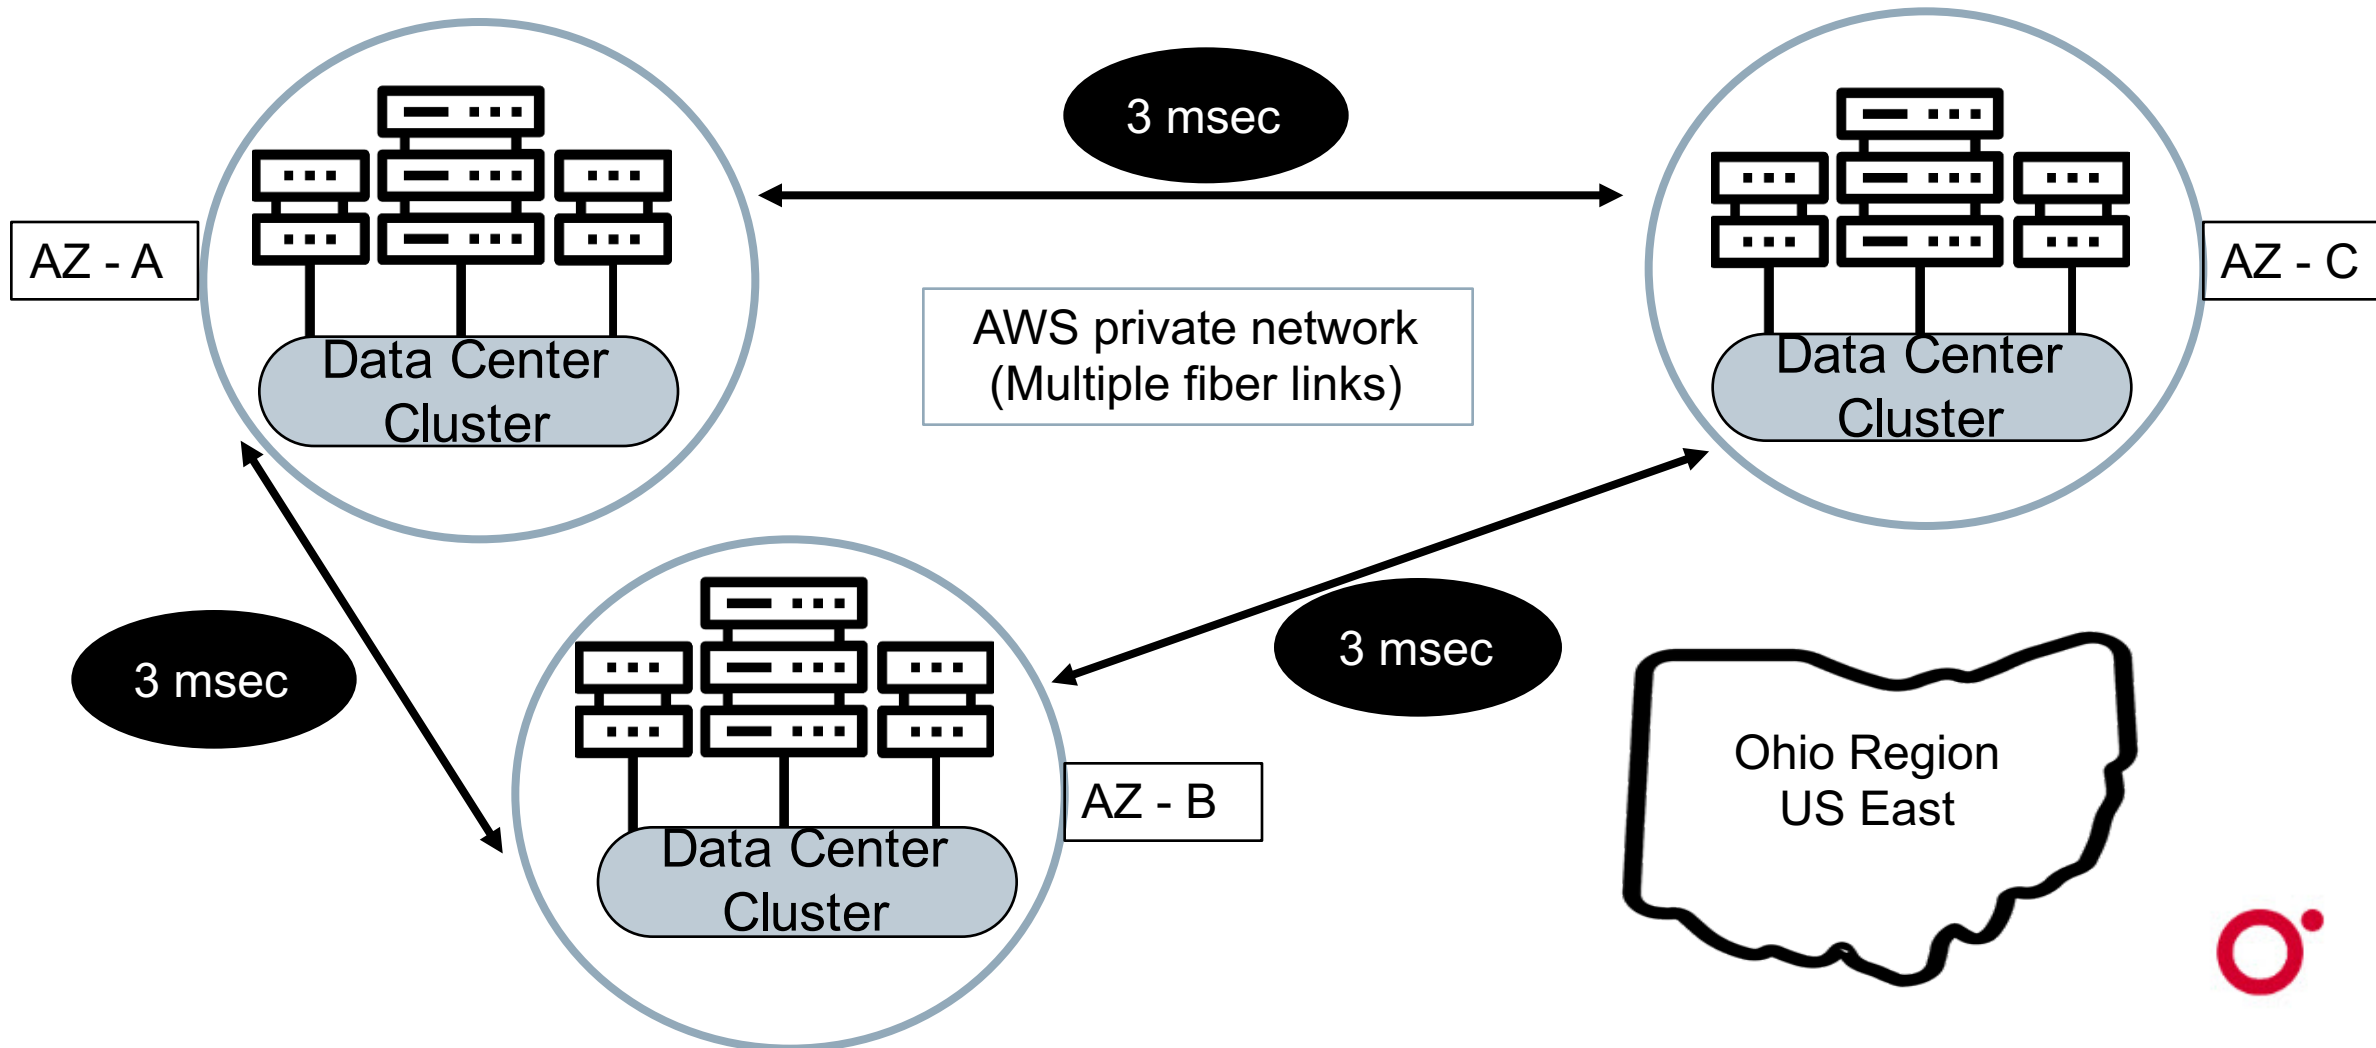 3 msec
AZ - A
AZ - C
AWS private network
(Multiple fiber links)
Data Center
Cluster
Data Center
Cluster
3 msec
3 msec
AZ - B
Data Center
Cluster
Ohio Region
US East